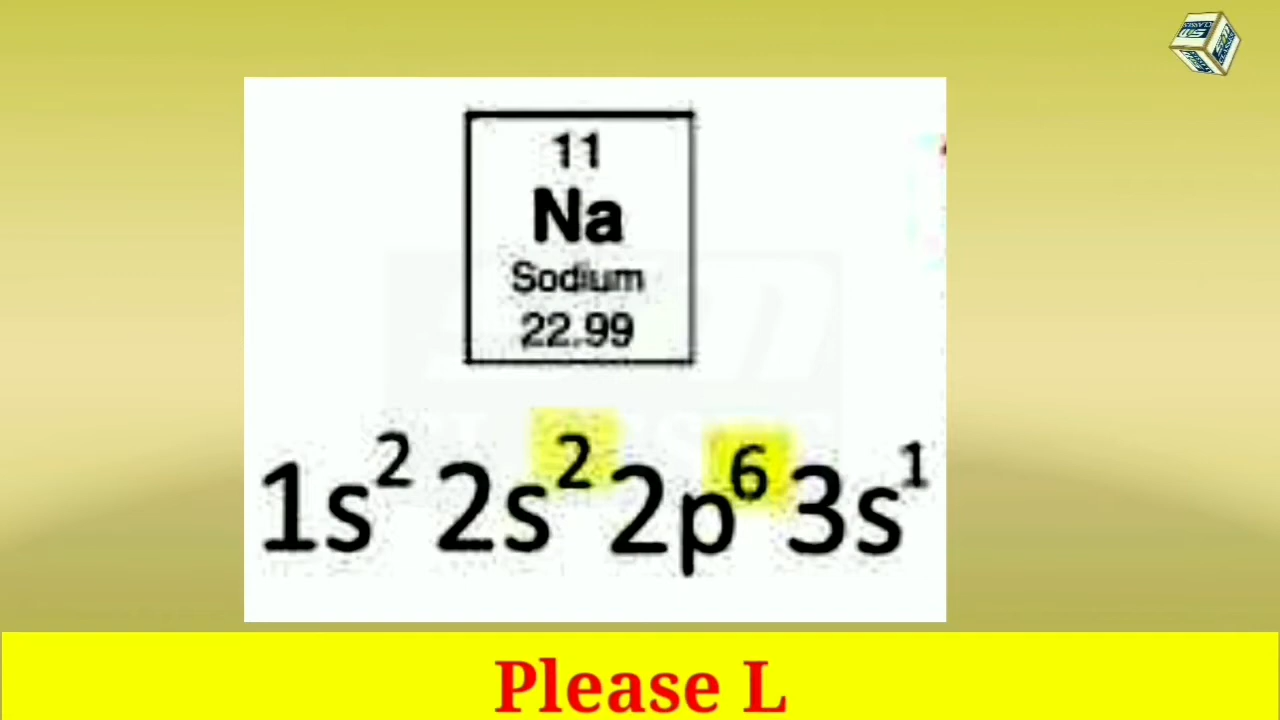 11
Na
Sodium
22.99
1s² 2s² 2p⁶ 3s¹
Please L